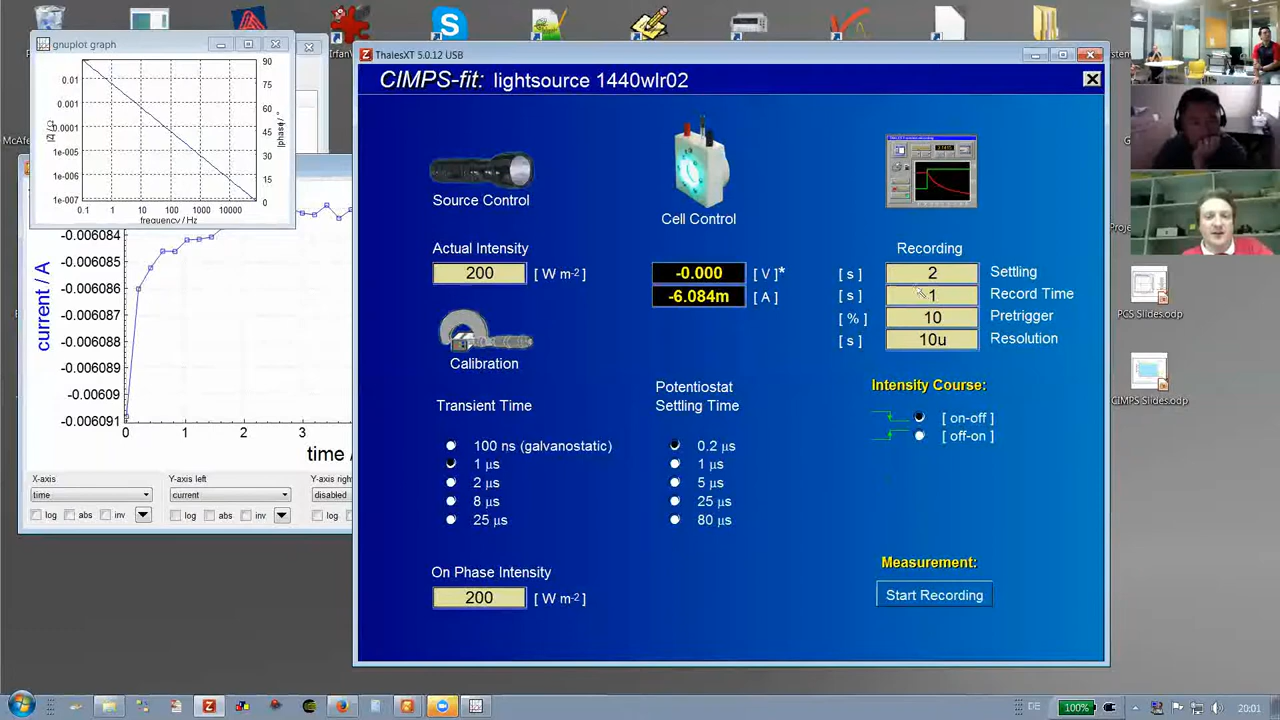 gnuplot graph
0.01
0.001
0.0001
1e-005
1e-006
1e-007
90
75
60
45
30
15
0
|Z| / Ω
|phase| / °
0.1 1 10 100 1000 10000
frequency / Hz
McAfe
IrfanV
-0.006084
-0.006085
-0.006086
-0.006087
-0.006088
-0.006089
-0.00609
-0.006091
current / A
0 1 2 3
time /
X-axis
Y-axis left
Y-axis right
time
current
disabled
log abs inv
log abs inv
log
ThalesXT 5.0.12 USB
CIMPS-fit: lightsource 1440wlr02
Source Control
Cell Control
Actual Intensity
200 [ W m-2 ]
-0.000 [ V ]*
-6.084m [ A ]
Recording
[ s ] 2 Settling
[ s ] 1 Record Time
[ % ] 10 Pretrigger
[ s ] 10u Resolution
Calibration
Transient Time
100 ns (galvanostatic)
1 µs
2 µs
8 µs
25 µs
Potentiostat
Settling Time
0.2 µs
1 µs
5 µs
25 µs
80 µs
Intensity Course:
[ on-off ]
[ off-on ]
On Phase Intensity
200 [ W m-2 ]
Measurement:
Start Recording
Proje
PCS Slides.odp
CIMPS Slides.odp
DE 100% 20:01